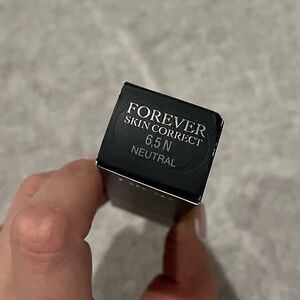 FOREVER
SKIN CORRECT
6,5 N
NEUTRAL